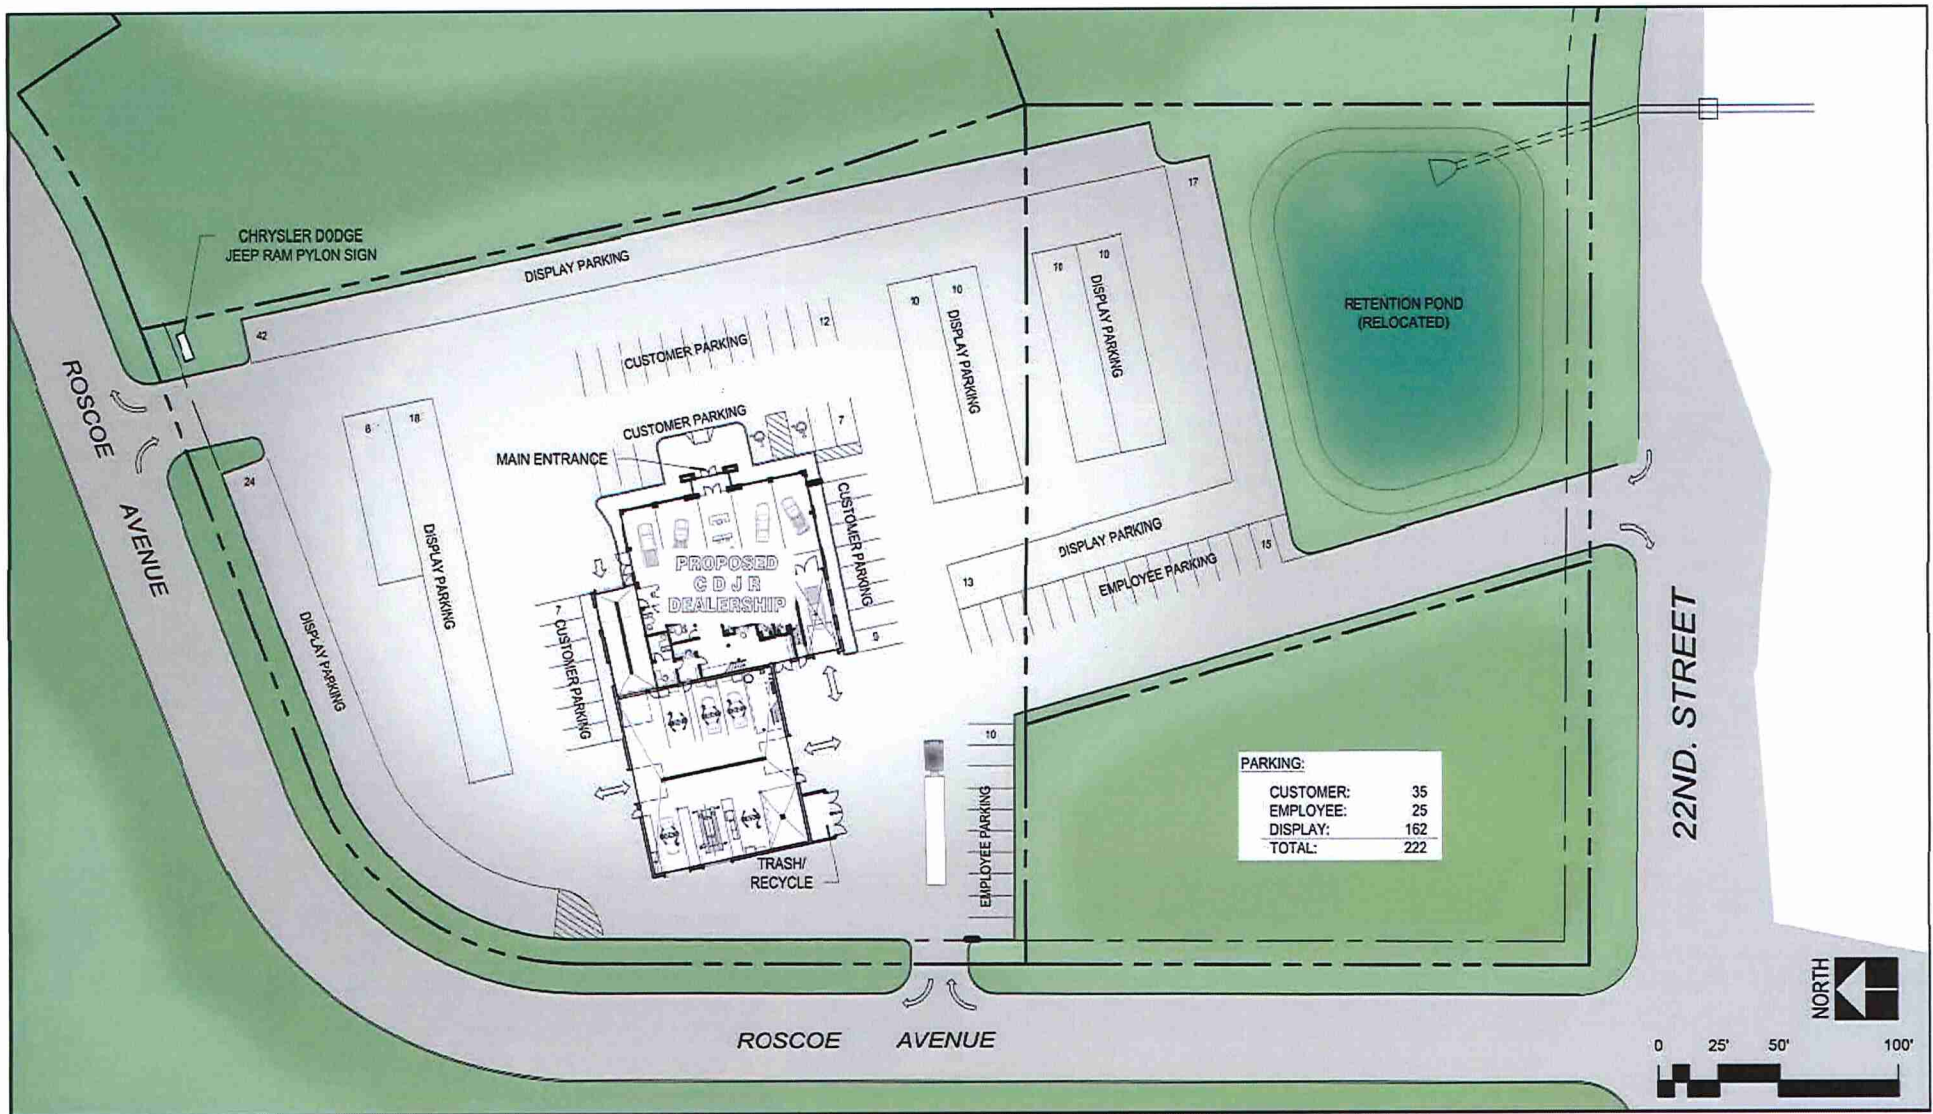 CHRYSLER DODGE
JEEP RAM PYLON SIGN
DISPLAY PARKING
42
17
10
10
DISPLAY PARKING
10
10
DISPLAY PARKING
12
CUSTOMER PARKING
RETENTION POND
(RELOCATED)
ROSCOE
AVENUE
18
DISPLAY PARKING
24
DISPLAY PARKING
CUSTOMER PARKING
7
MAIN ENTRANCE
CUSTOMER PARKING
PROPOSED
C D J R
DEALERSHIP
7
CUSTOMER PARKING
DISPLAY PARKING
13
EMPLOYEE PARKING
15
10
EMPLOYEE PARKING
TRASH/
RECYCLE
22ND. STREET
PARKING:
CUSTOMER: 35
EMPLOYEE: 25
DISPLAY: 162
TOTAL: 222
ROSCOE AVENUE
NORTH
0 25' 50' 100'